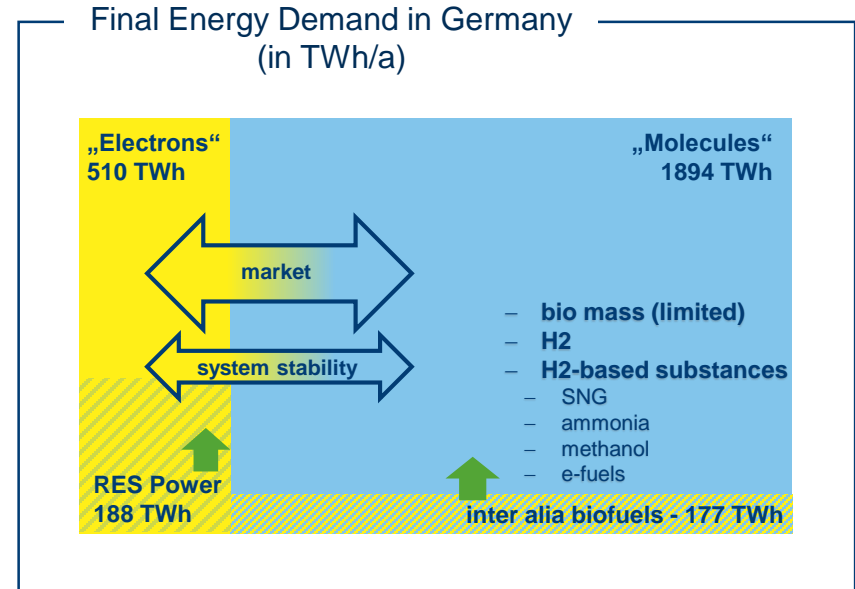 Final Energy Demand in Germany
(in TWh/a)
„Electrons“
510 TWh
„Molecules“
1894 TWh
market
system stability
– bio mass (limited)
– H2
– H2-based substances
– SNG
– ammonia
– methanol
– e-fuels
RES Power
188 TWh
inter alia biofuels - 177 TWh